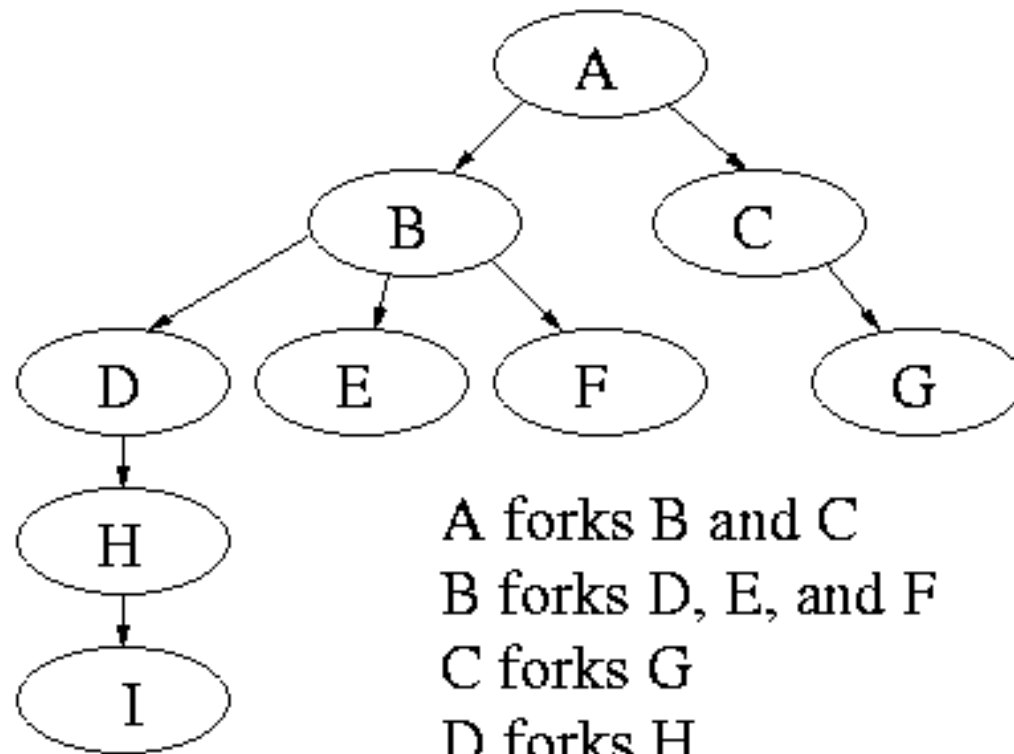 A
B C
D E F G
H
I
A forks B and C
B forks D, E, and F
C forks G
D forks H